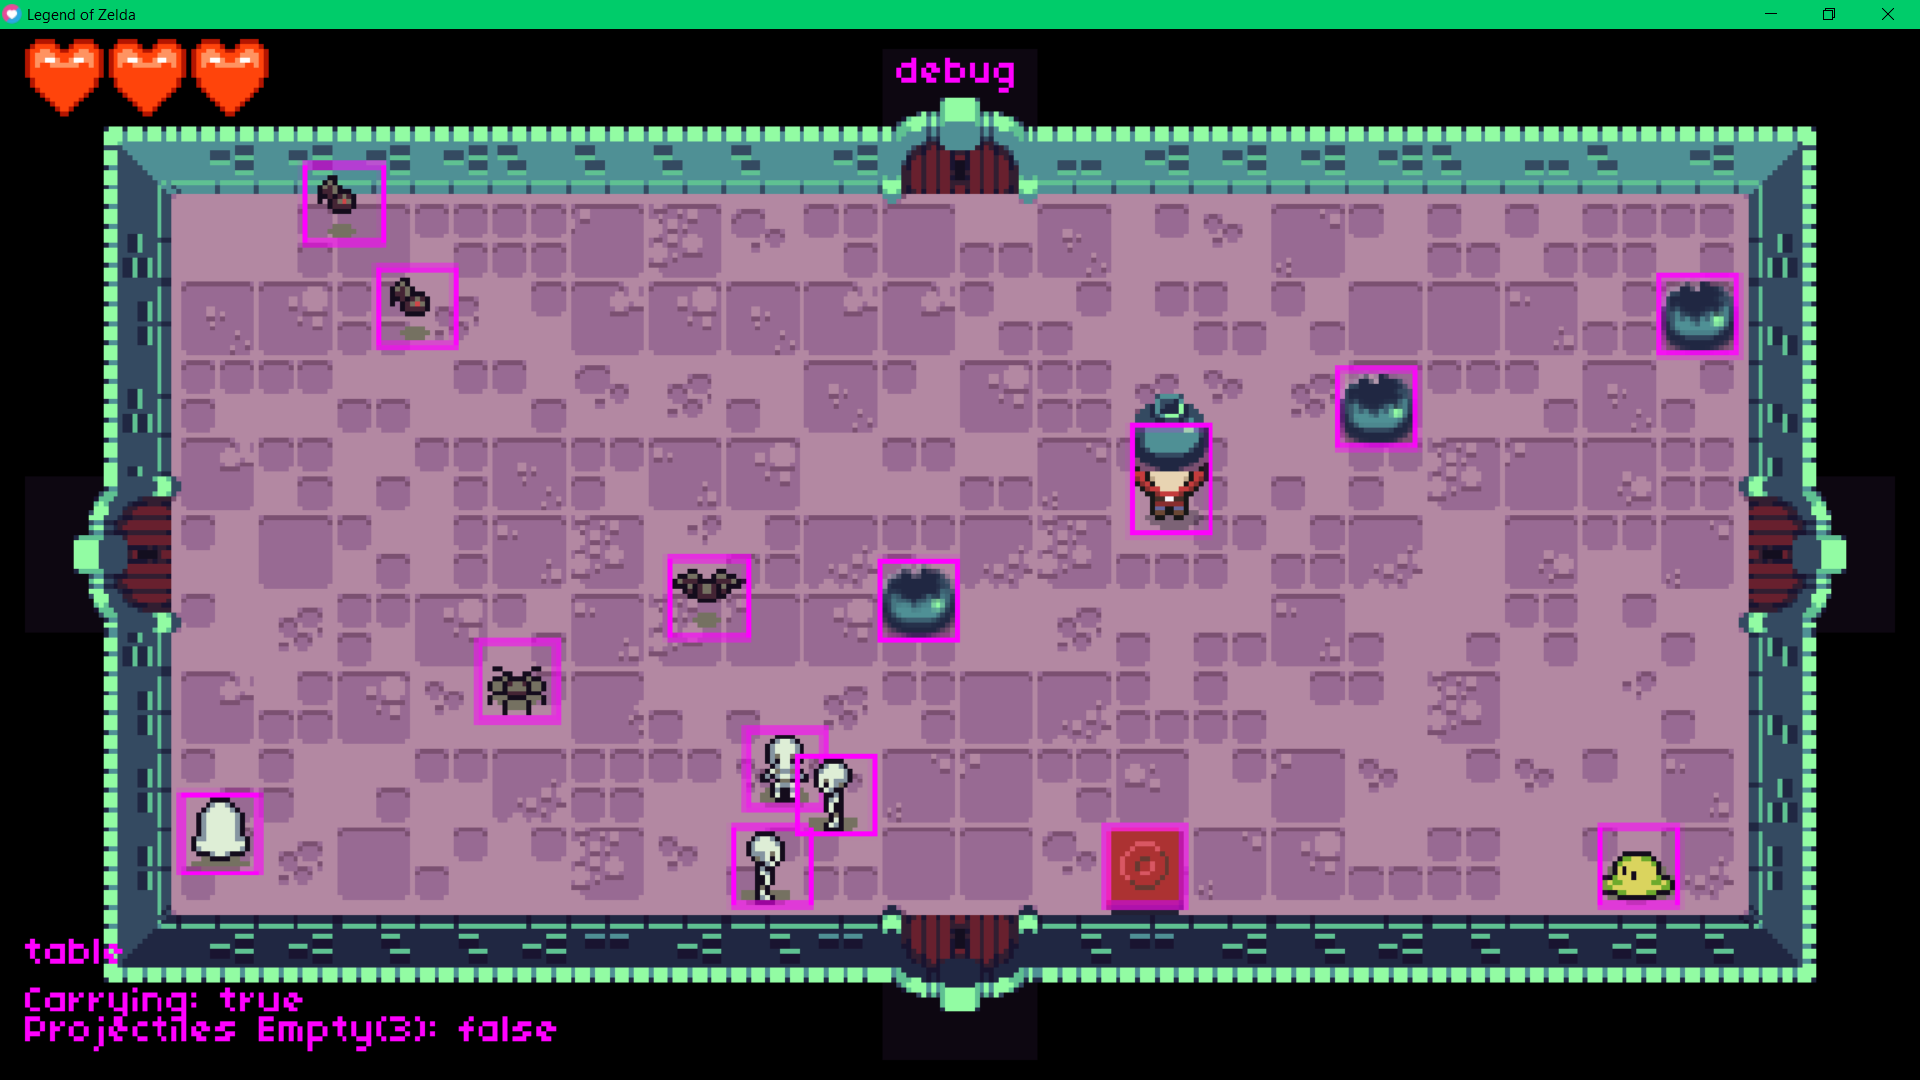 Legend of Zelda
debug
table
Carrying: true
Projectiles Empty(3): false